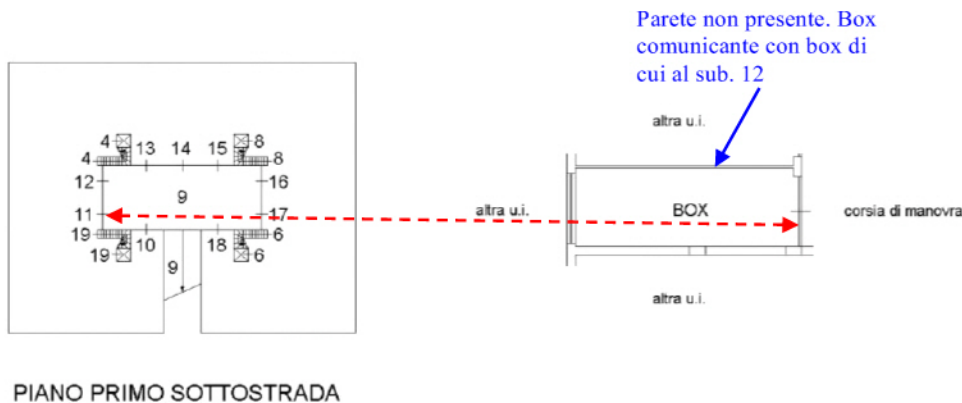 Parete non presente. Box
comunicante con box di
cui al sub. 12
altra u.i.
4 8
13 14 15
4 8
12 16
9
11 17
altra u.i.
BOX
corsia di manovra
19 6
10 18
19 9 6
altra u.i.
PIANO PRIMO SOTTOSTRADA